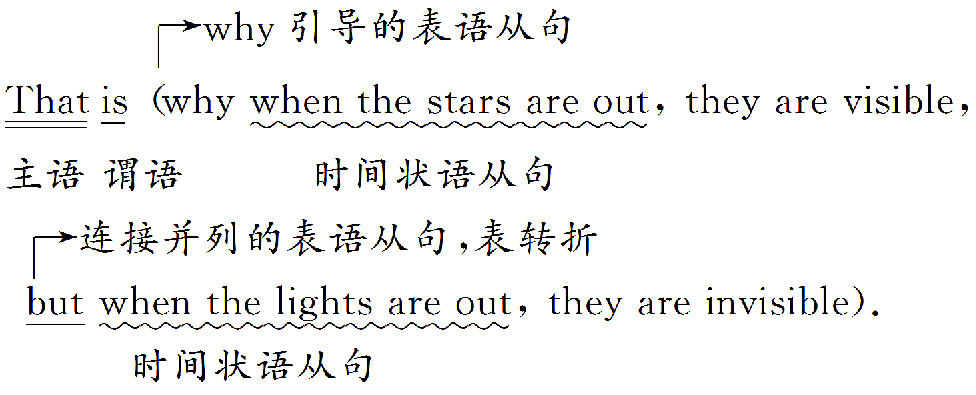 why 引导的表语从句
That is (why when the stars are out, they are visible,
主语 谓语 时间状语从句
连接并列的表语从句,表转折
but when the lights are out, they are invisible).
时间状语从句